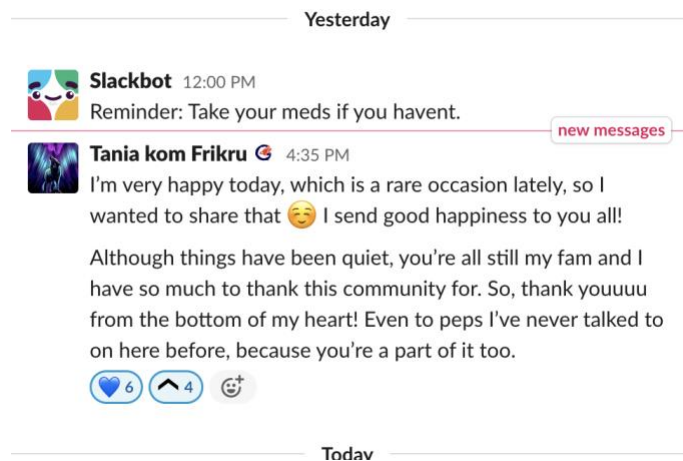 Yesterday
Slackbot 12:00 PM
Reminder: Take your meds if you havent.
new messages
Tania kom Frikru 4:35 PM
I'm very happy today, which is a rare occasion lately, so I
wanted to share that ☺️ I send good happiness to you all!
Although things have been quiet, you're all still my fam and I
have so much to thank this community for. So, thank youuuu
from the bottom of my heart! Even to peps I've never talked to
on here before, because you're a part of it too.
💙 6 4
Today